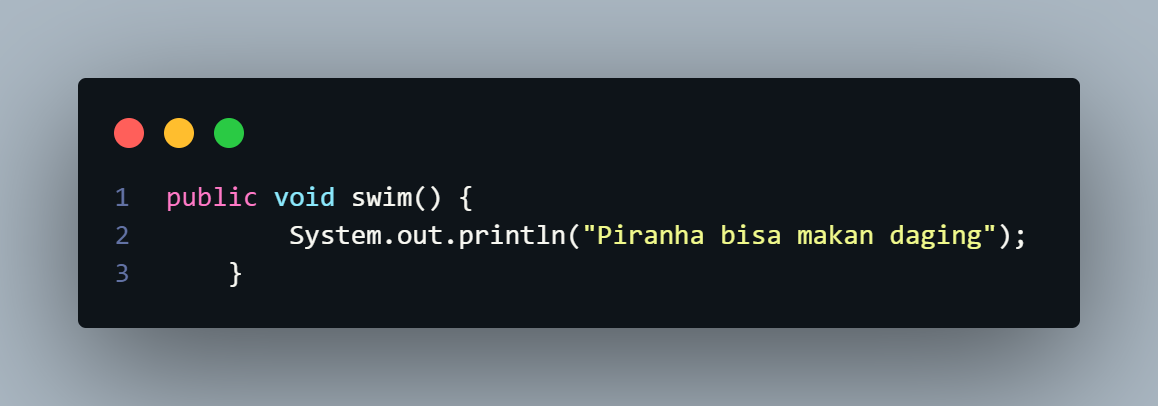 1 public void swim() {
2 System.out.println("Piranha bisa makan daging");
3 }